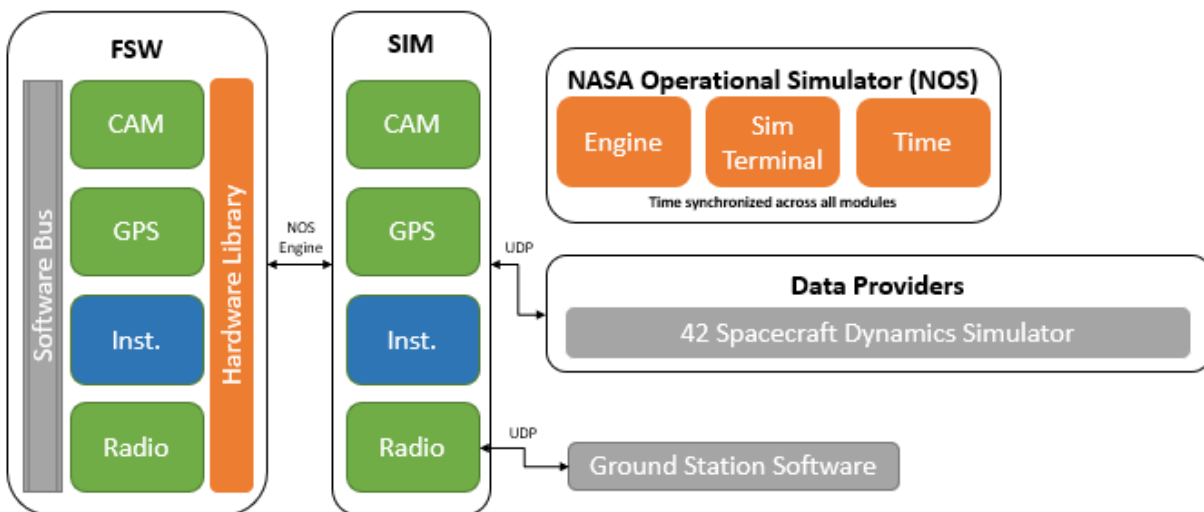 FSW
Software Bus
CAM
GPS
Inst.
Radio
Hardware Library
NOS
Engine
SIM
CAM
GPS
Inst.
Radio
UDP
UDP
NASA Operational Simulator (NOS)
Engine
Sim
Terminal
Time
Time synchronized across all modules
Data Providers
42 Spacecraft Dynamics Simulator
Ground Station Software